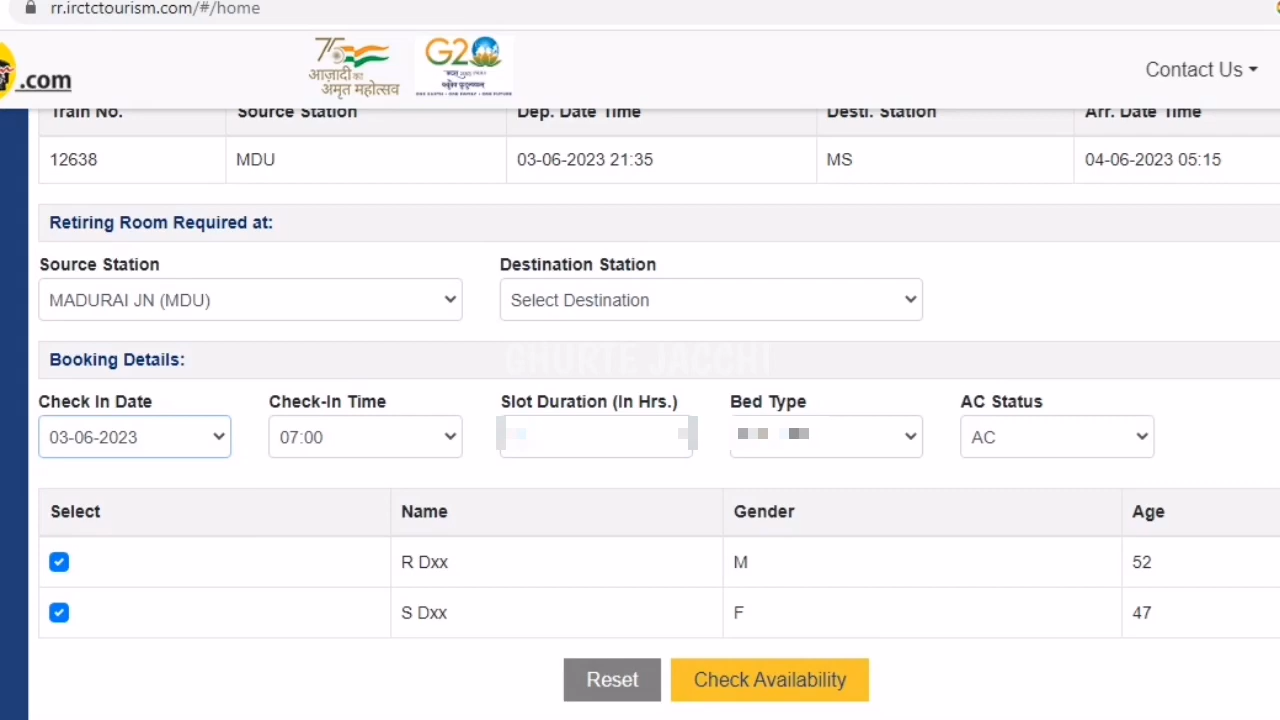 rr.irctctourism.com/#/home
.com
75
आज़ादी का
अमृत महोत्सव
G20
Contact Us
Train No. Source Station Dep. Date Time Desti. Station Arr. Date Time
12638 MDU 03-06-2023 21:35 MS 04-06-2023 05:15
Retiring Room Required at:
Source Station Destination Station
MADURAI JN (MDU) Select Destination
Booking Details:
GHURTE JACCHI
Check In Date Check-In Time Slot Duration (In Hrs.) Bed Type AC Status
03-06-2023 07:00 AC
Select Name Gender Age
R Dxx M 52
S Dxx F 47
Reset Check Availability